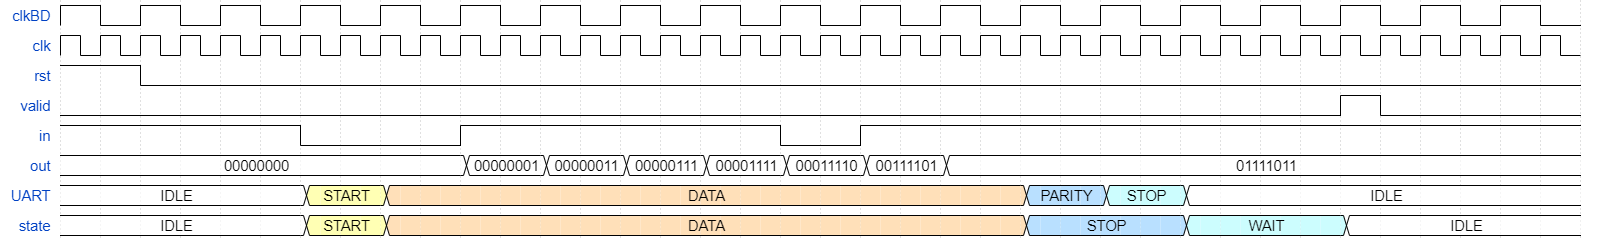 clkBD
clk
rst
valid
in
out 00000000 00000001 00000011 00000111 00001111 00011110 00111101 01111011
UART IDLE START DATA PARITY STOP IDLE
state IDLE START DATA STOP WAIT IDLE